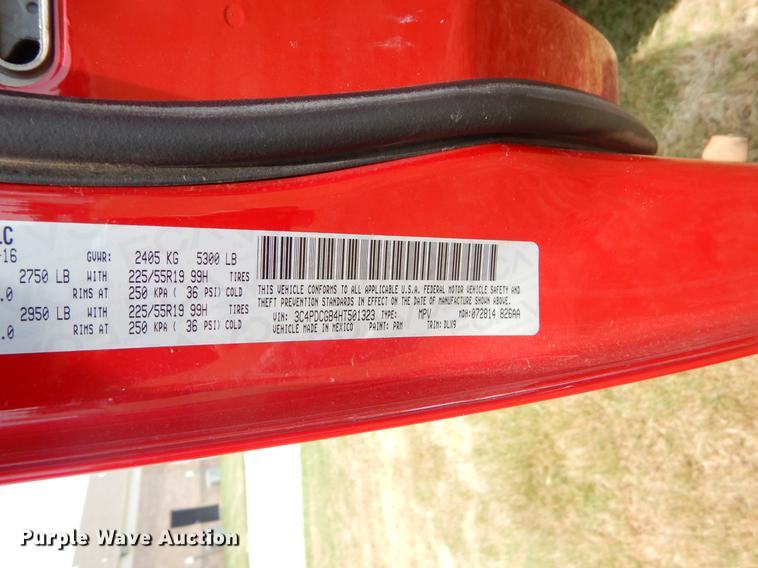 LC
-16 GVWR: 2405 KG 5300 LB
2750 LB WITH 225/55R19 99H TIRES
.0 RIMS AT 250 KPA ( 36 PSI) COLD
2950 LB WITH 225/55R19 99H TIRES
.0 RIMS AT 250 KPA ( 36 PSI) COLD
THIS VEHICLE CONFORMS TO ALL APPLICABLE U.S.A. FEDERAL MOTOR VEHICLE SAFETY AND
THEFT PREVENTION STANDARDS IN EFFECT ON THE DATE OF MANUFACTURE SHOWN ABOVE.
VIN: 3C4PDCGB4HT501323 TYPE: MPV MDH: 072814 826AA
VEHICLE MADE IN MEXICO PAINT: PRM TRIM: DLX9
Purple Wave Auction